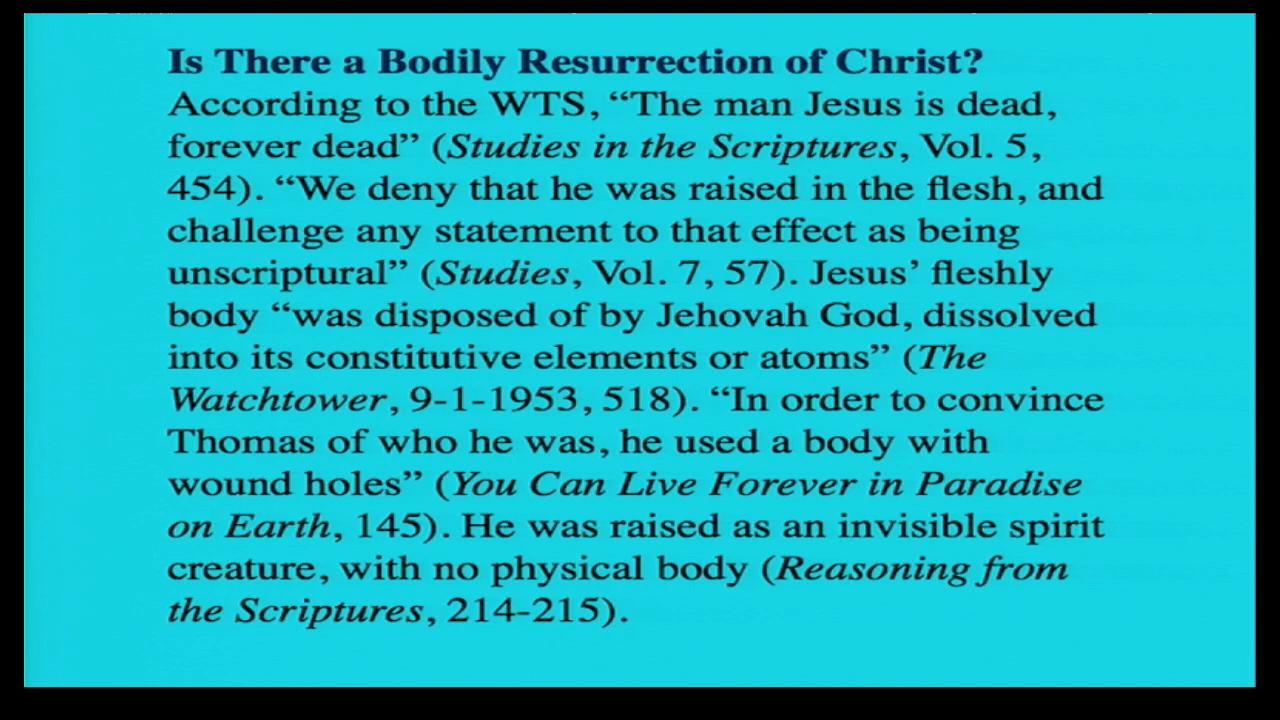 Is There a Bodily Resurrection of Christ?
According to the WTS, “The man Jesus is dead,
forever dead” (Studies in the Scriptures, Vol. 5,
454). “We deny that he was raised in the flesh, and
challenge any statement to that effect as being
unscriptural” (Studies, Vol. 7, 57). Jesus’ fleshly
body “was disposed of by Jehovah God, dissolved
into its constitutive elements or atoms” (The
Watchtower, 9-1-1953, 518). “In order to convince
Thomas of who he was, he used a body with
wound holes” (You Can Live Forever in Paradise
on Earth, 145). He was raised as an invisible spirit
creature, with no physical body (Reasoning from
the Scriptures, 214-215).